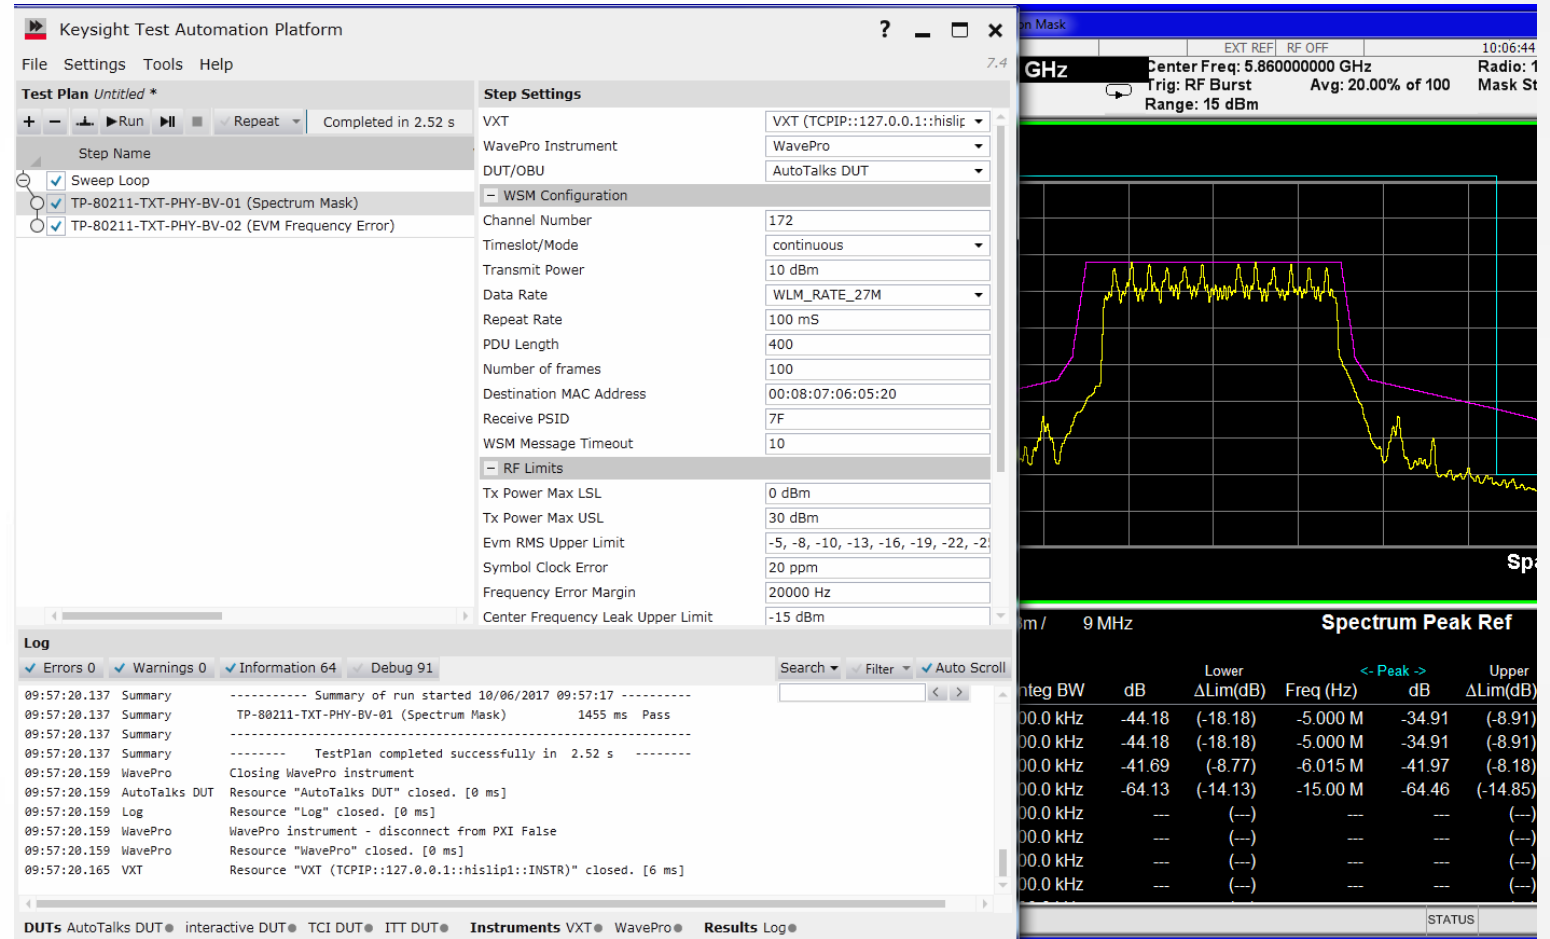 Keysight Test Automation Platform
?
File Settings Tools Help
7.4
Test Plan Untitled *
+ − Run Repeat Completed in 2.52 s
Step Name
Sweep Loop
TP-80211-TXT-PHY-BV-01 (Spectrum Mask)
TP-80211-TXT-PHY-BV-02 (EVM Frequency Error)
Step Settings
VXT VXT (TCPIP::127.0.0.1::hislip
WavePro Instrument WavePro
DUT/OBU AutoTalks DUT
− WSM Configuration
Channel Number 172
Timeslot/Mode continuous
Transmit Power 10 dBm
Data Rate WLM_RATE_27M
Repeat Rate 100 mS
PDU Length 400
Number of frames 100
Destination MAC Address 00:08:07:06:05:20
Receive PSID 7F
WSM Message Timeout 10
− RF Limits
Tx Power Max LSL 0 dBm
Tx Power Max USL 30 dBm
Evm RMS Upper Limit -5, -8, -10, -13, -16, -19, -22, -2
Symbol Clock Error 20 ppm
Frequency Error Margin 20000 Hz
Center Frequency Leak Upper Limit -15 dBm
Log
Errors 0 Warnings 0 Information 64 Debug 91 Search Filter Auto Scroll
09:57:20.137 Summary ----------- Summary of run started 10/06/2017 09:57:17 ----------
09:57:20.137 Summary TP-80211-TXT-PHY-BV-01 (Spectrum Mask) 1455 ms Pass
09:57:20.137 Summary -----------------------------------------------------------------
09:57:20.137 Summary -------- TestPlan completed successfully in 2.52 s --------
09:57:20.159 WavePro Closing WavePro instrument
09:57:20.159 AutoTalks DUT Resource "AutoTalks DUT" closed. [0 ms]
09:57:20.159 Log Resource "Log" closed. [0 ms]
09:57:20.159 WavePro WavePro instrument - disconnect from PXI False
09:57:20.159 WavePro Resource "WavePro" closed. [0 ms]
09:57:20.165 VXT Resource "VXT (TCPIP::127.0.0.1::hislip1::INSTR)" closed. [6 ms]
< >
DUTs AutoTalks DUT interactive DUT TCI DUT ITT DUT Instruments VXT WavePro Results Log
on Mask
EXT REF RF OFF 10:06:44
GHz
Center Freq: 5.860000000 GHz Radio: 1
Trig: RF Burst Avg: 20.00% of 100 Mask St
Range: 15 dBm
Spa
m / 9 MHz Spectrum Peak Ref
Lower <- Peak -> Upper
nteg BW dB ΔLim(dB) Freq (Hz) dB ΔLim(dB)
00.0 kHz -44.18 (-18.18) -5.000 M -34.91 (-8.91)
00.0 kHz -44.18 (-18.18) -5.000 M -34.91 (-8.91)
00.0 kHz -41.69 (-8.77) -6.015 M -41.97 (-8.18)
00.0 kHz -64.13 (-14.13) -15.00 M -64.46 (-14.85)
00.0 kHz --- (---) --- --- (---)
00.0 kHz --- (---) --- --- (---)
00.0 kHz --- (---) --- --- (---)
00.0 kHz --- (---) --- --- (---)
STATUS